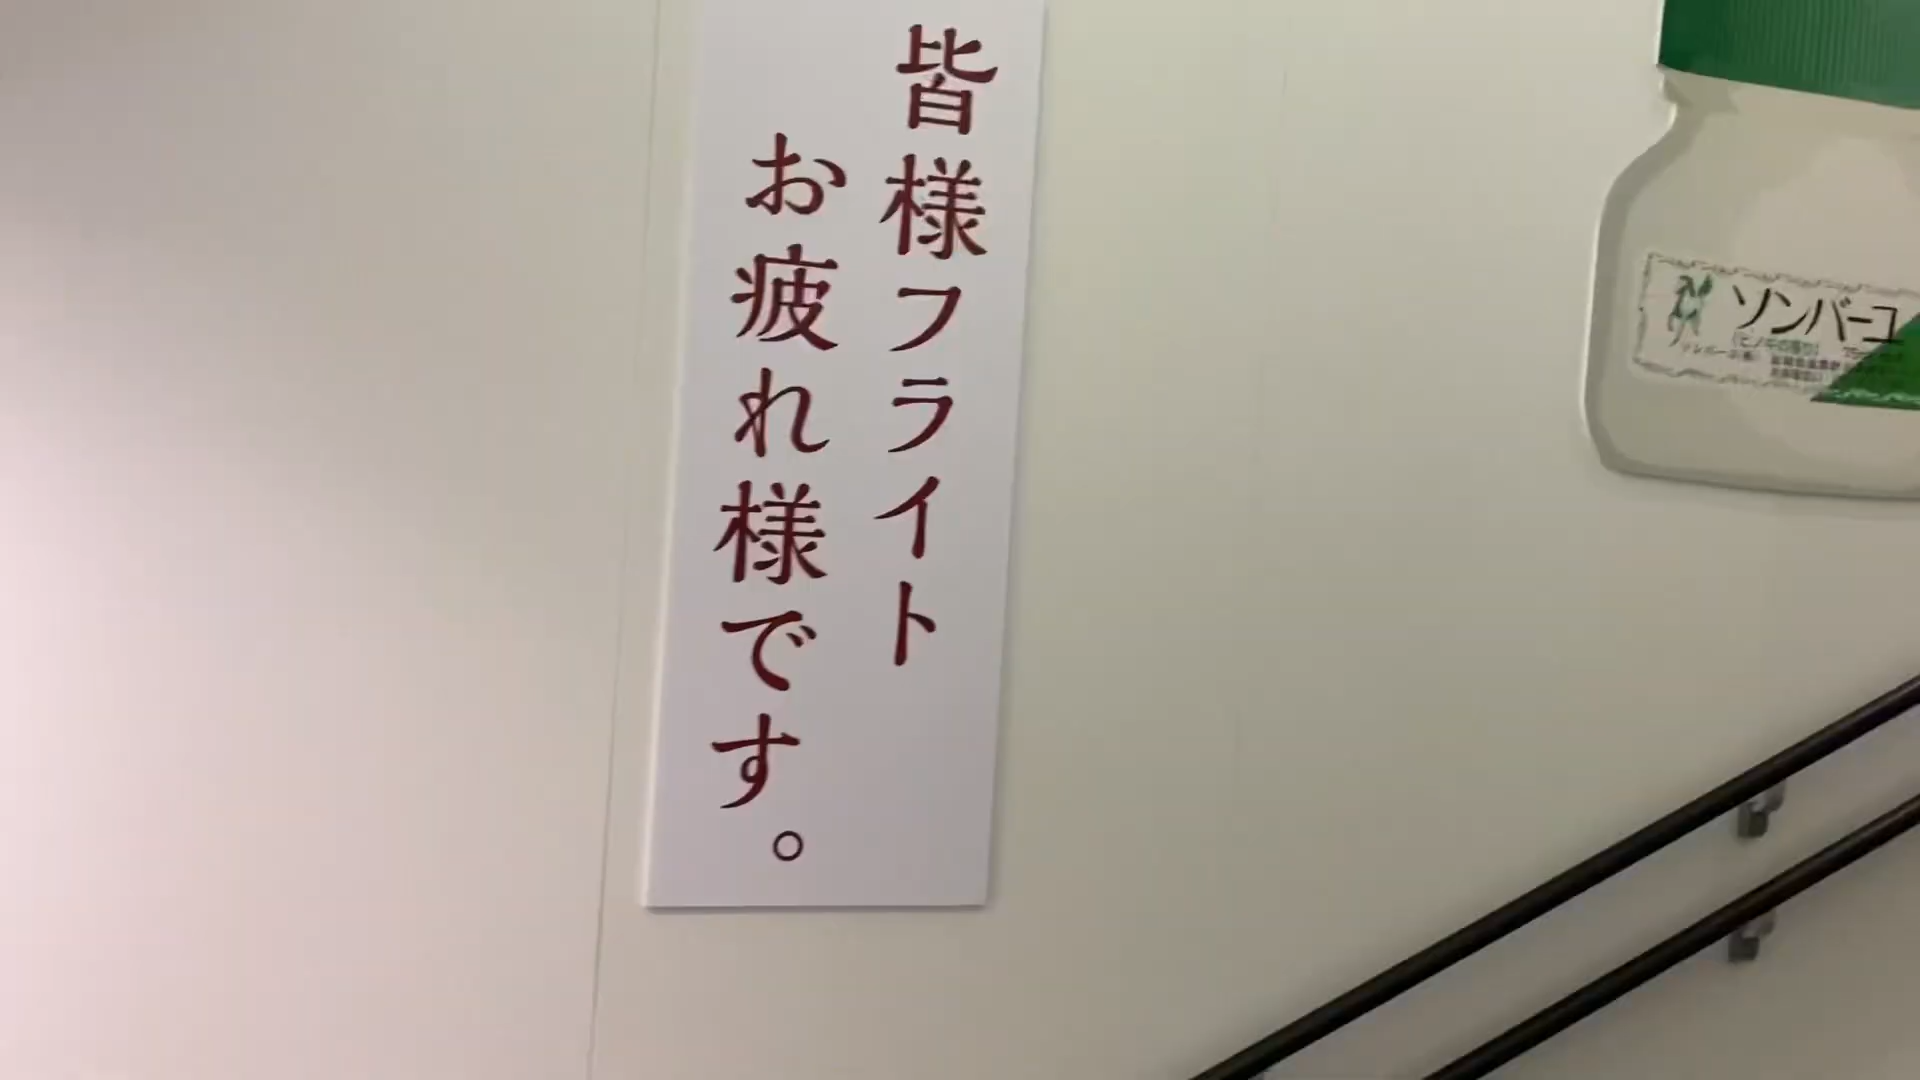 皆様フライト
お疲れ様です。
ソンバーユ